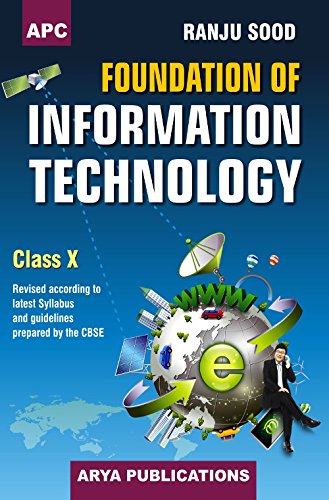 APC
RANJU SOOD
FOUNDATION OF
INFORMATION
TECHNOLOGY
Class X
Revised according to
latest Syllabus
and guidelines
prepared by the CBSE
WWW
e
ARYA PUBLICATIONS